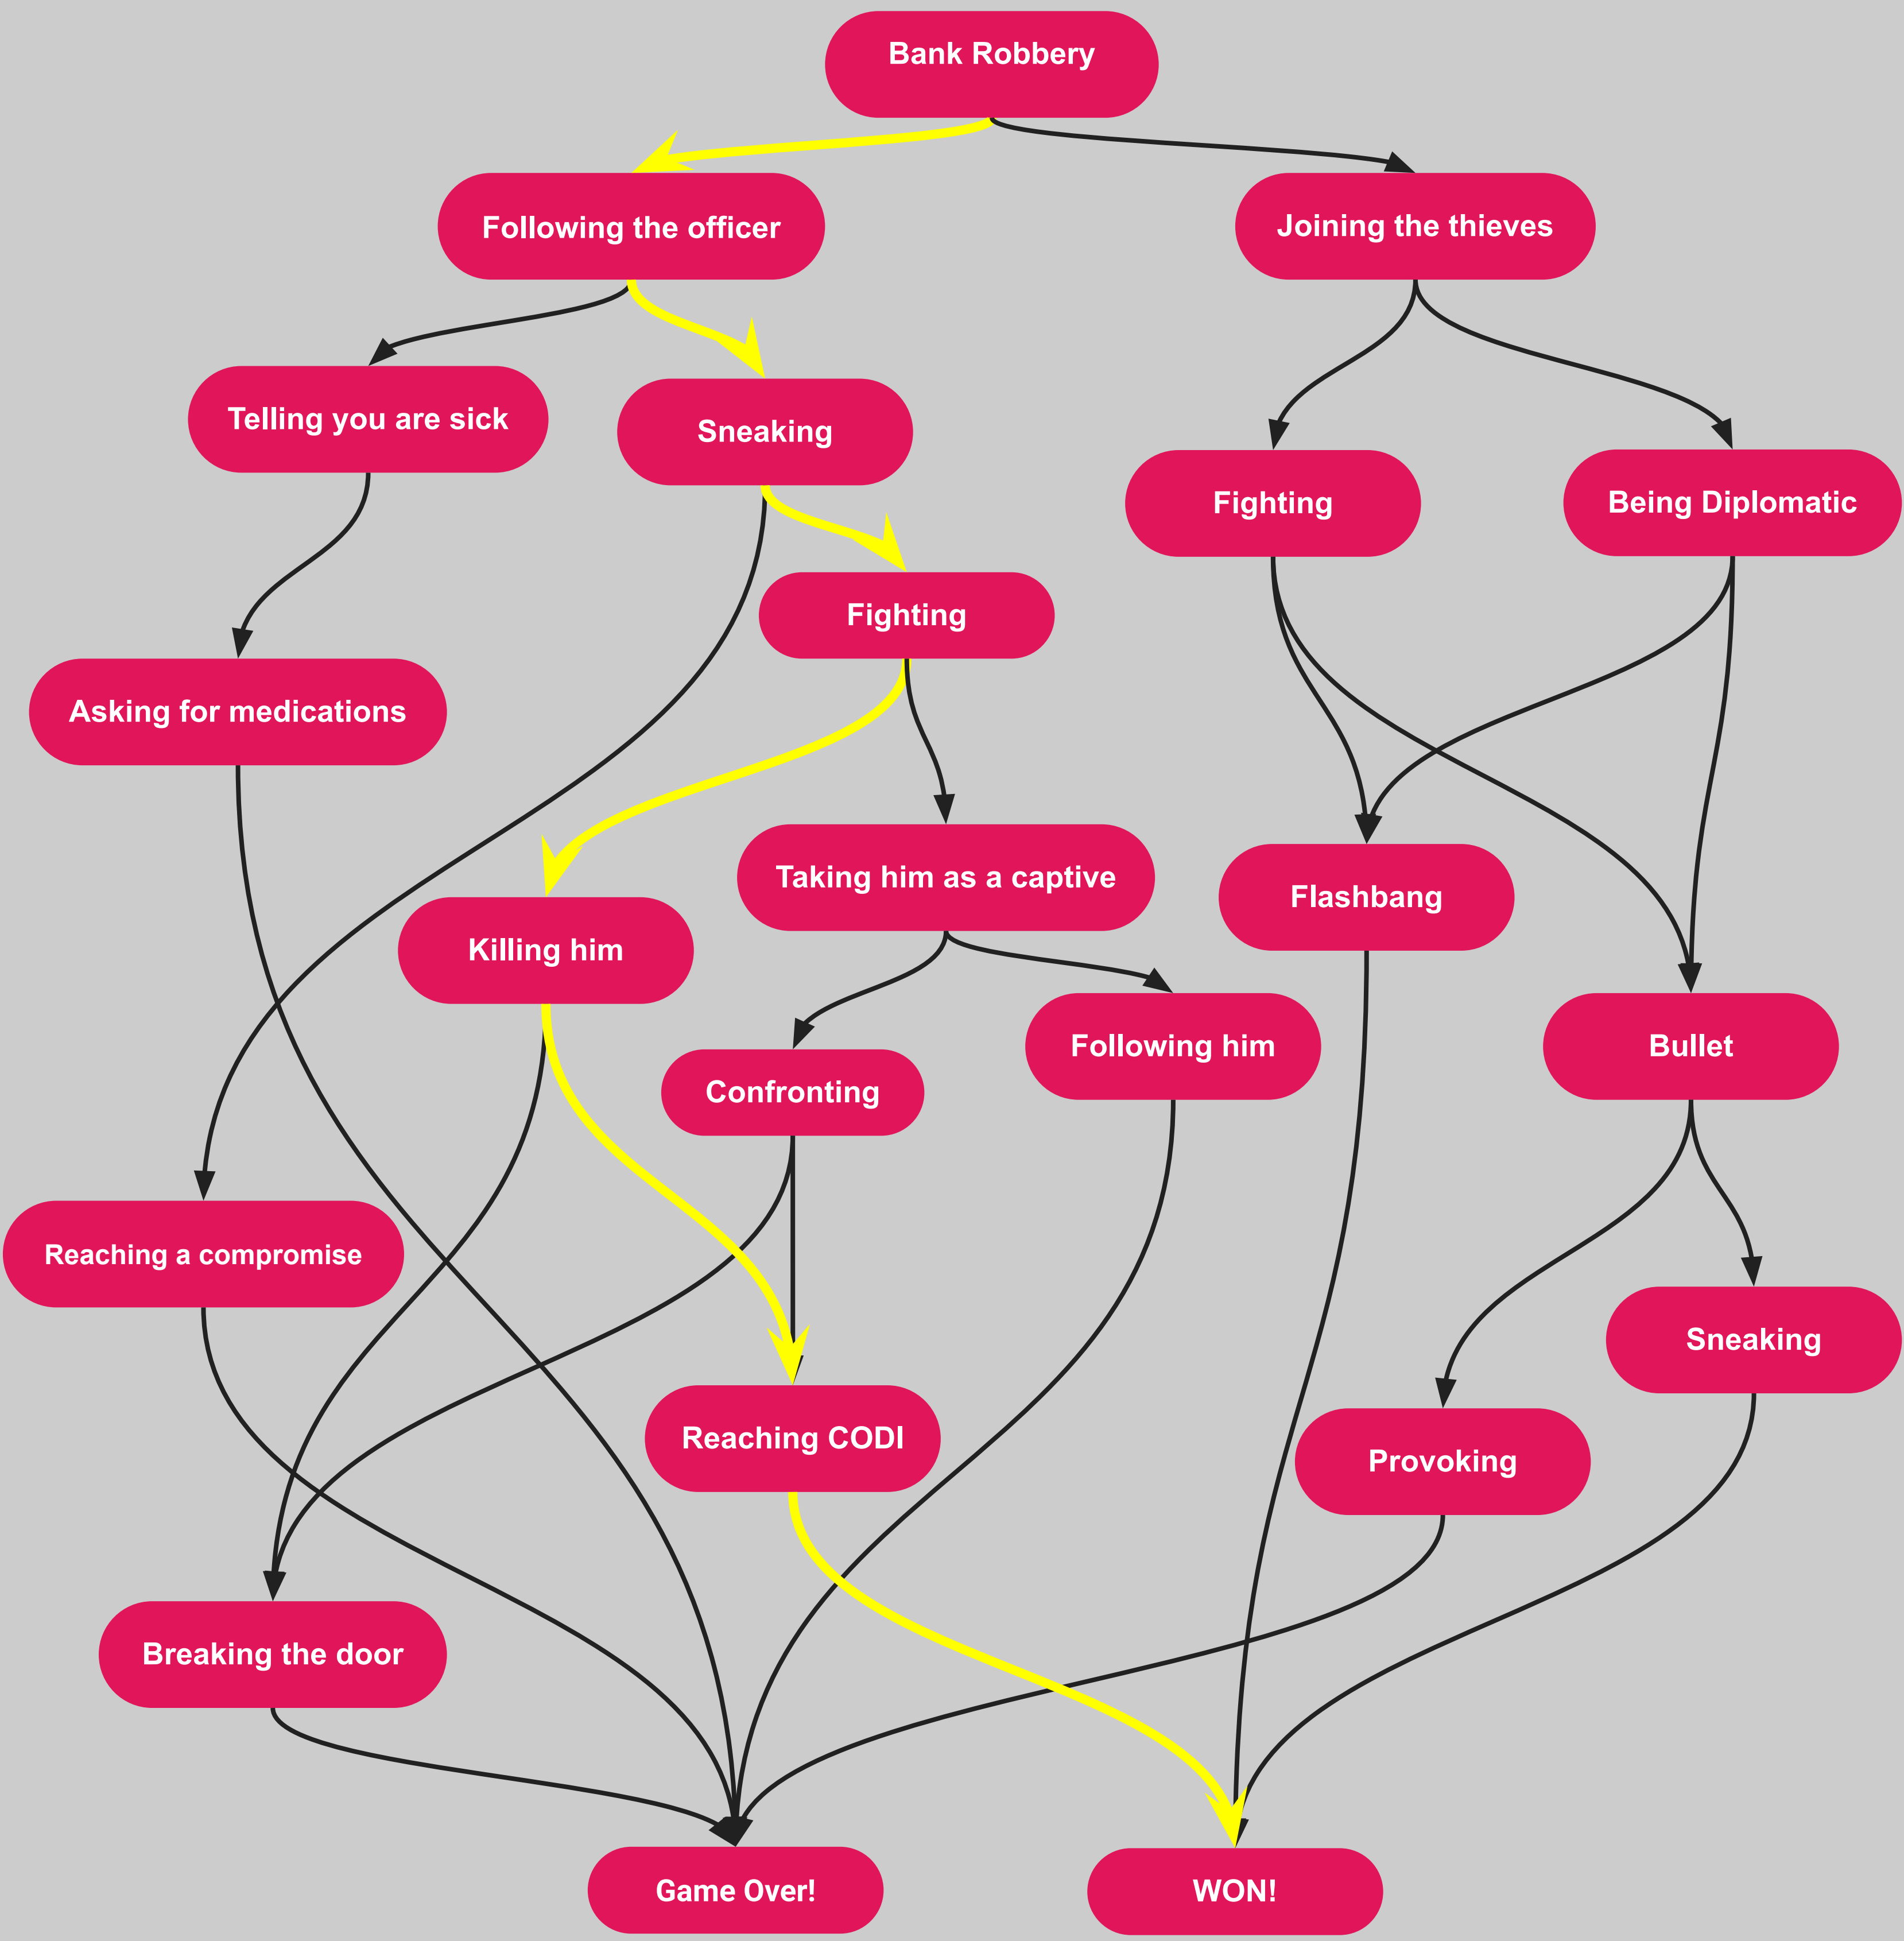 Bank Robbery
Following the officer
Joining the thieves
Telling you are sick
Sneaking
Fighting
Being Diplomatic
Fighting
Asking for medications
Taking him as a captive
Flashbang
Killing him
Following him
Bullet
Confronting
Reaching a compromise
Sneaking
Reaching CODI
Provoking
Breaking the door
Game Over!
WON!